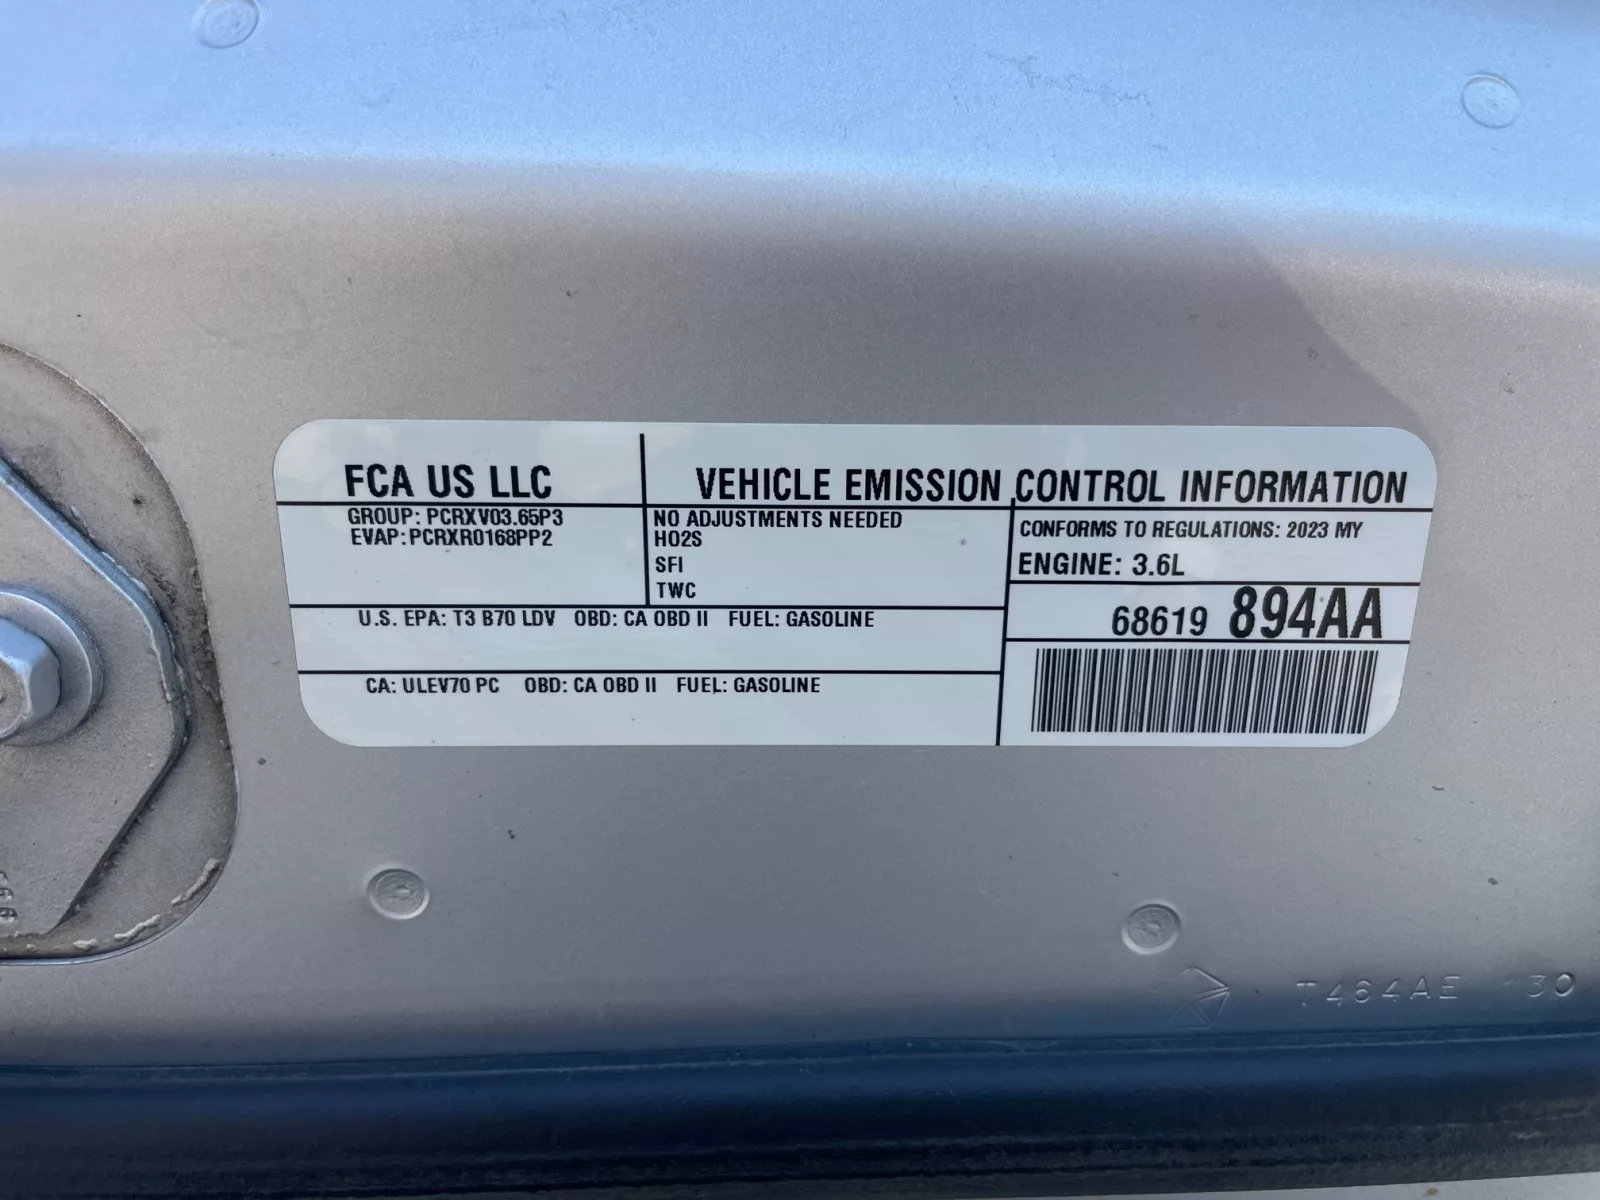 FCA US LLC
VEHICLE EMISSION CONTROL INFORMATION
GROUP: PCRXV03.65P3
EVAP: PCRXR0168PP2
NO ADJUSTMENTS NEEDED
HO2S
SFI
TWC
CONFORMS TO REGULATIONS: 2023 MY
ENGINE: 3.6L
68619 894AA
U.S. EPA: T3 B70 LDV OBD: CA OBD II FUEL: GASOLINE
CA: ULEV70 PC OBD: CA OBD II FUEL: GASOLINE
T464AE 130